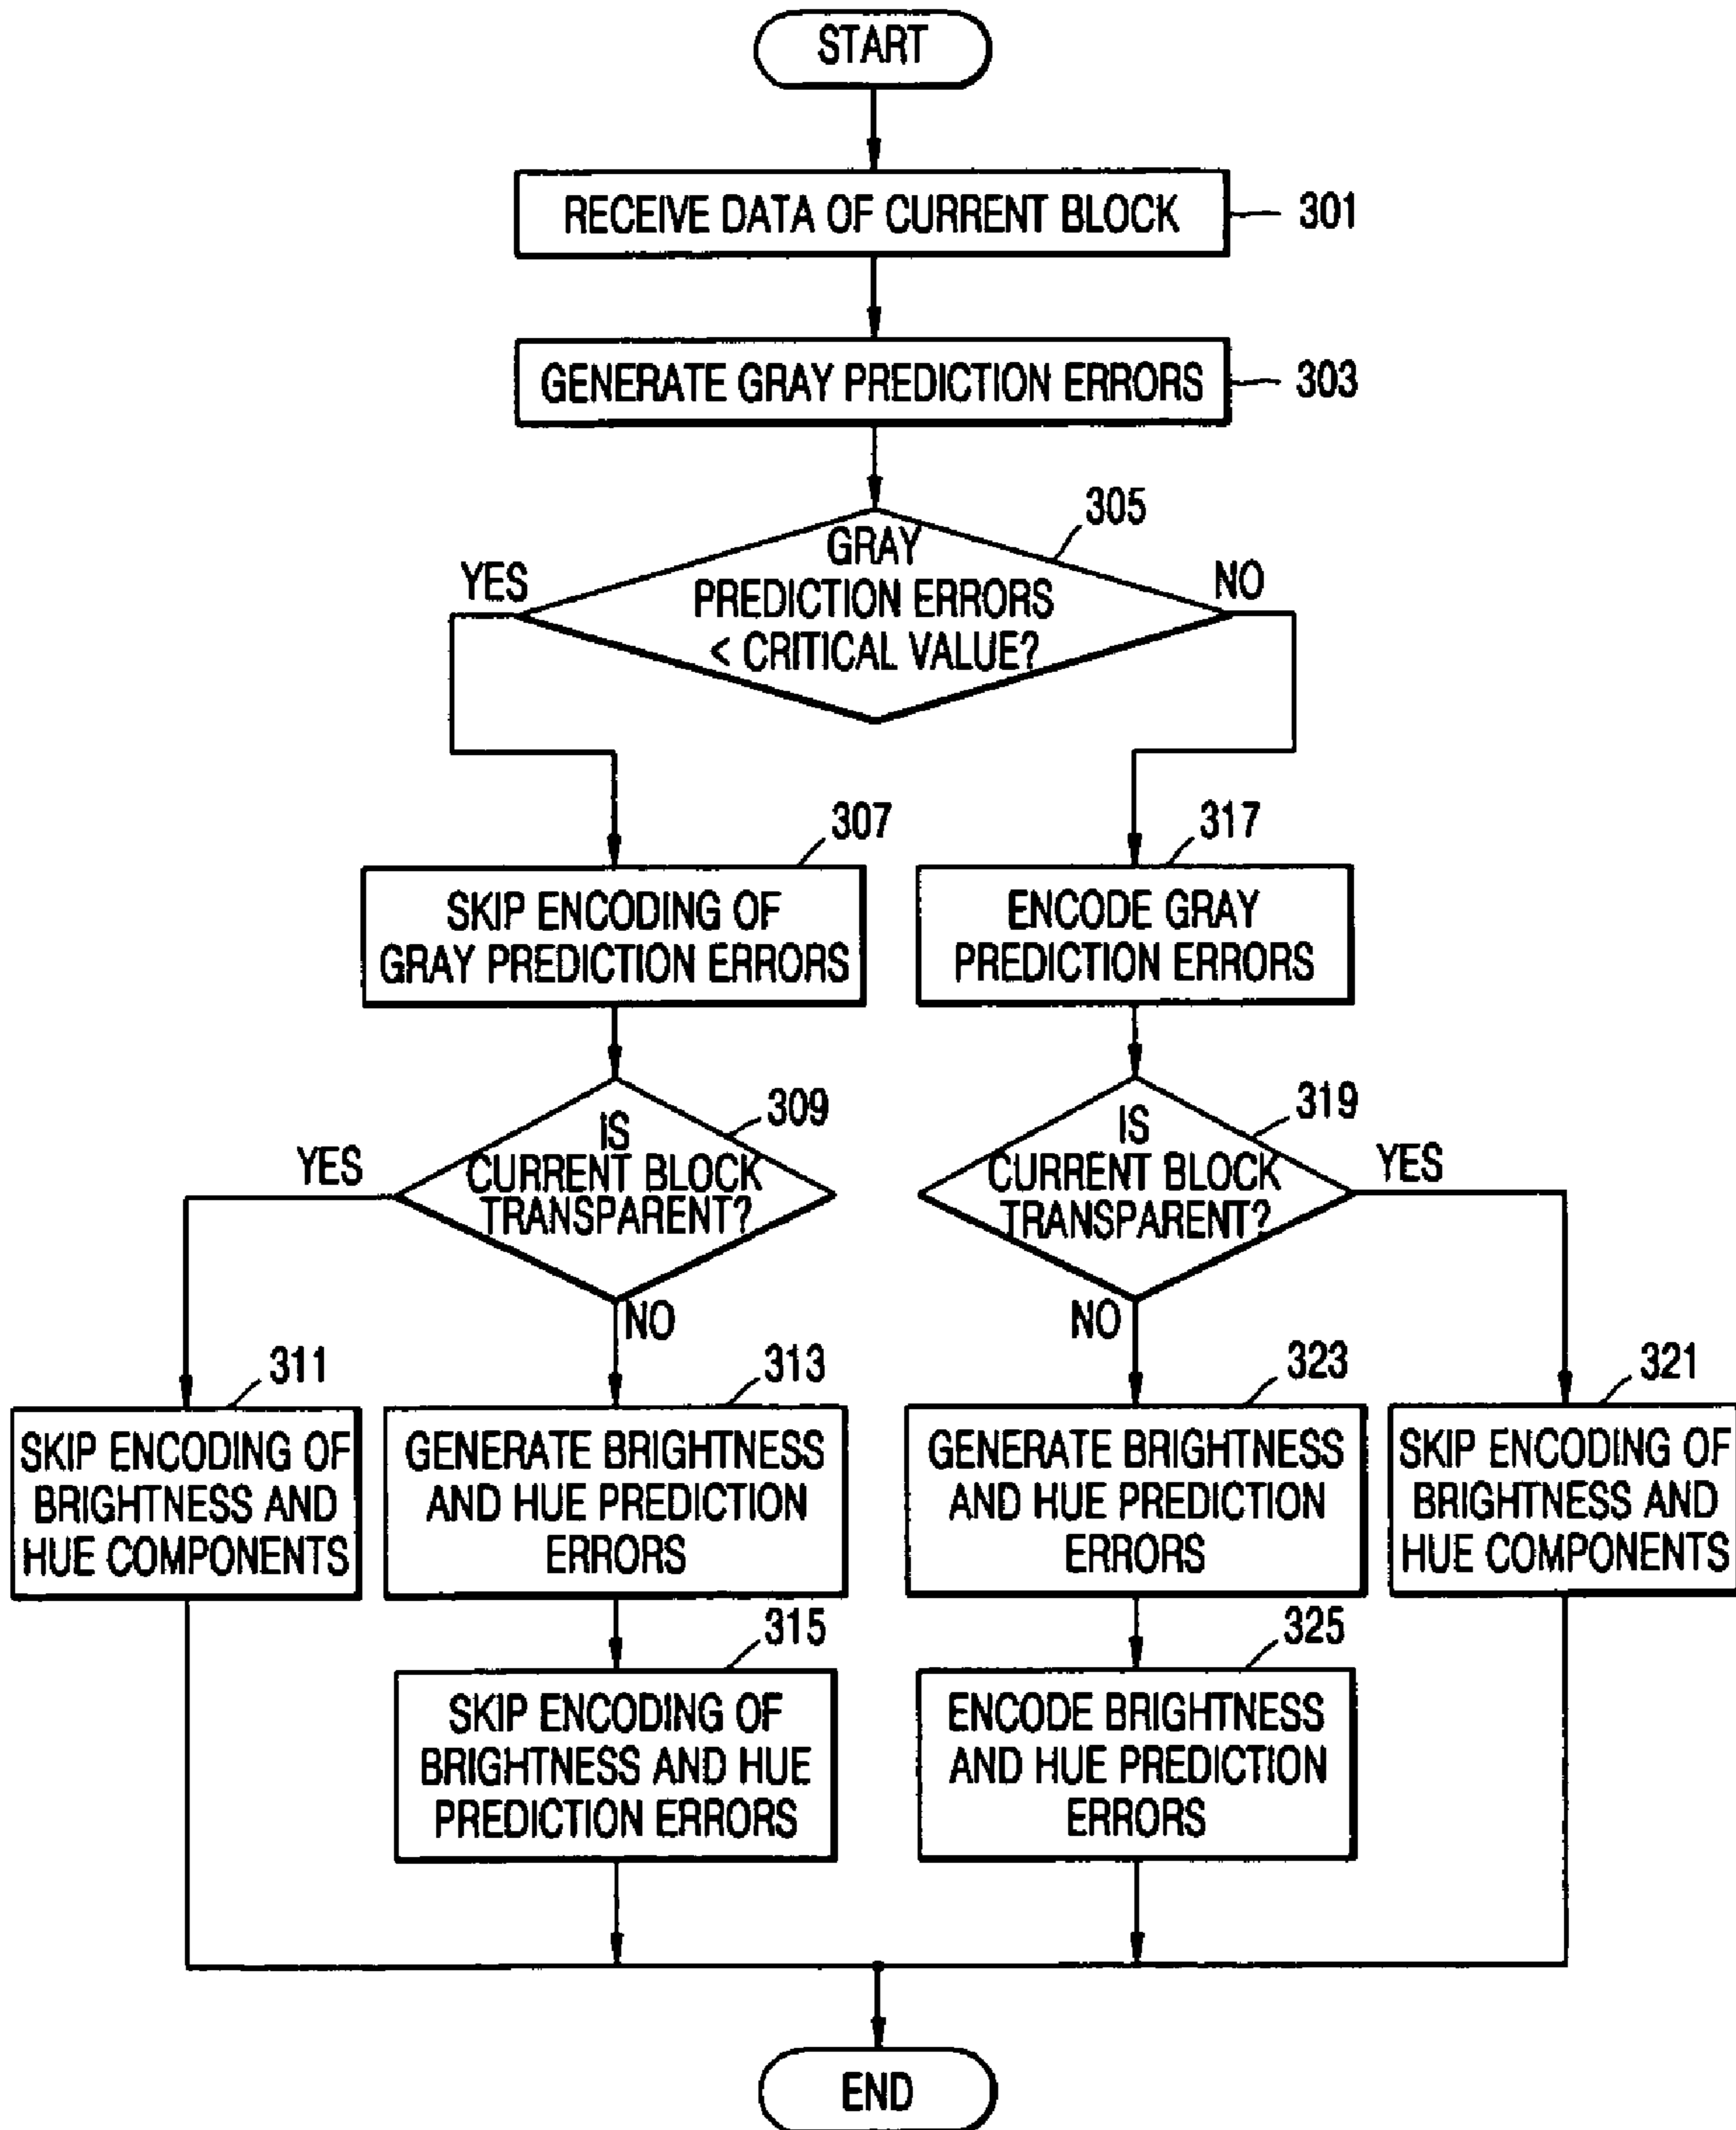 START
RECEIVE DATA OF CURRENT BLOCK
301
GENERATE GRAY PREDICTION ERRORS
303
305
GRAY
PREDICTION ERRORS
< CRITICAL VALUE?
YES
NO
307
SKIP ENCODING OF
GRAY PREDICTION ERRORS
317
ENCODE GRAY
PREDICTION ERRORS
309
IS
CURRENT BLOCK
TRANSPARENT?
YES
NO
319
IS
CURRENT BLOCK
TRANSPARENT?
YES
NO
311
SKIP ENCODING OF
BRIGHTNESS AND
HUE COMPONENTS
313
GENERATE BRIGHTNESS
AND HUE PREDICTION
ERRORS
323
GENERATE BRIGHTNESS
AND HUE PREDICTION
ERRORS
321
SKIP ENCODING OF
BRIGHTNESS AND
HUE COMPONENTS
315
SKIP ENCODING OF
BRIGHTNESS AND HUE
PREDICTION ERRORS
325
ENCODE BRIGHTNESS
AND HUE PREDICTION
ERRORS
END